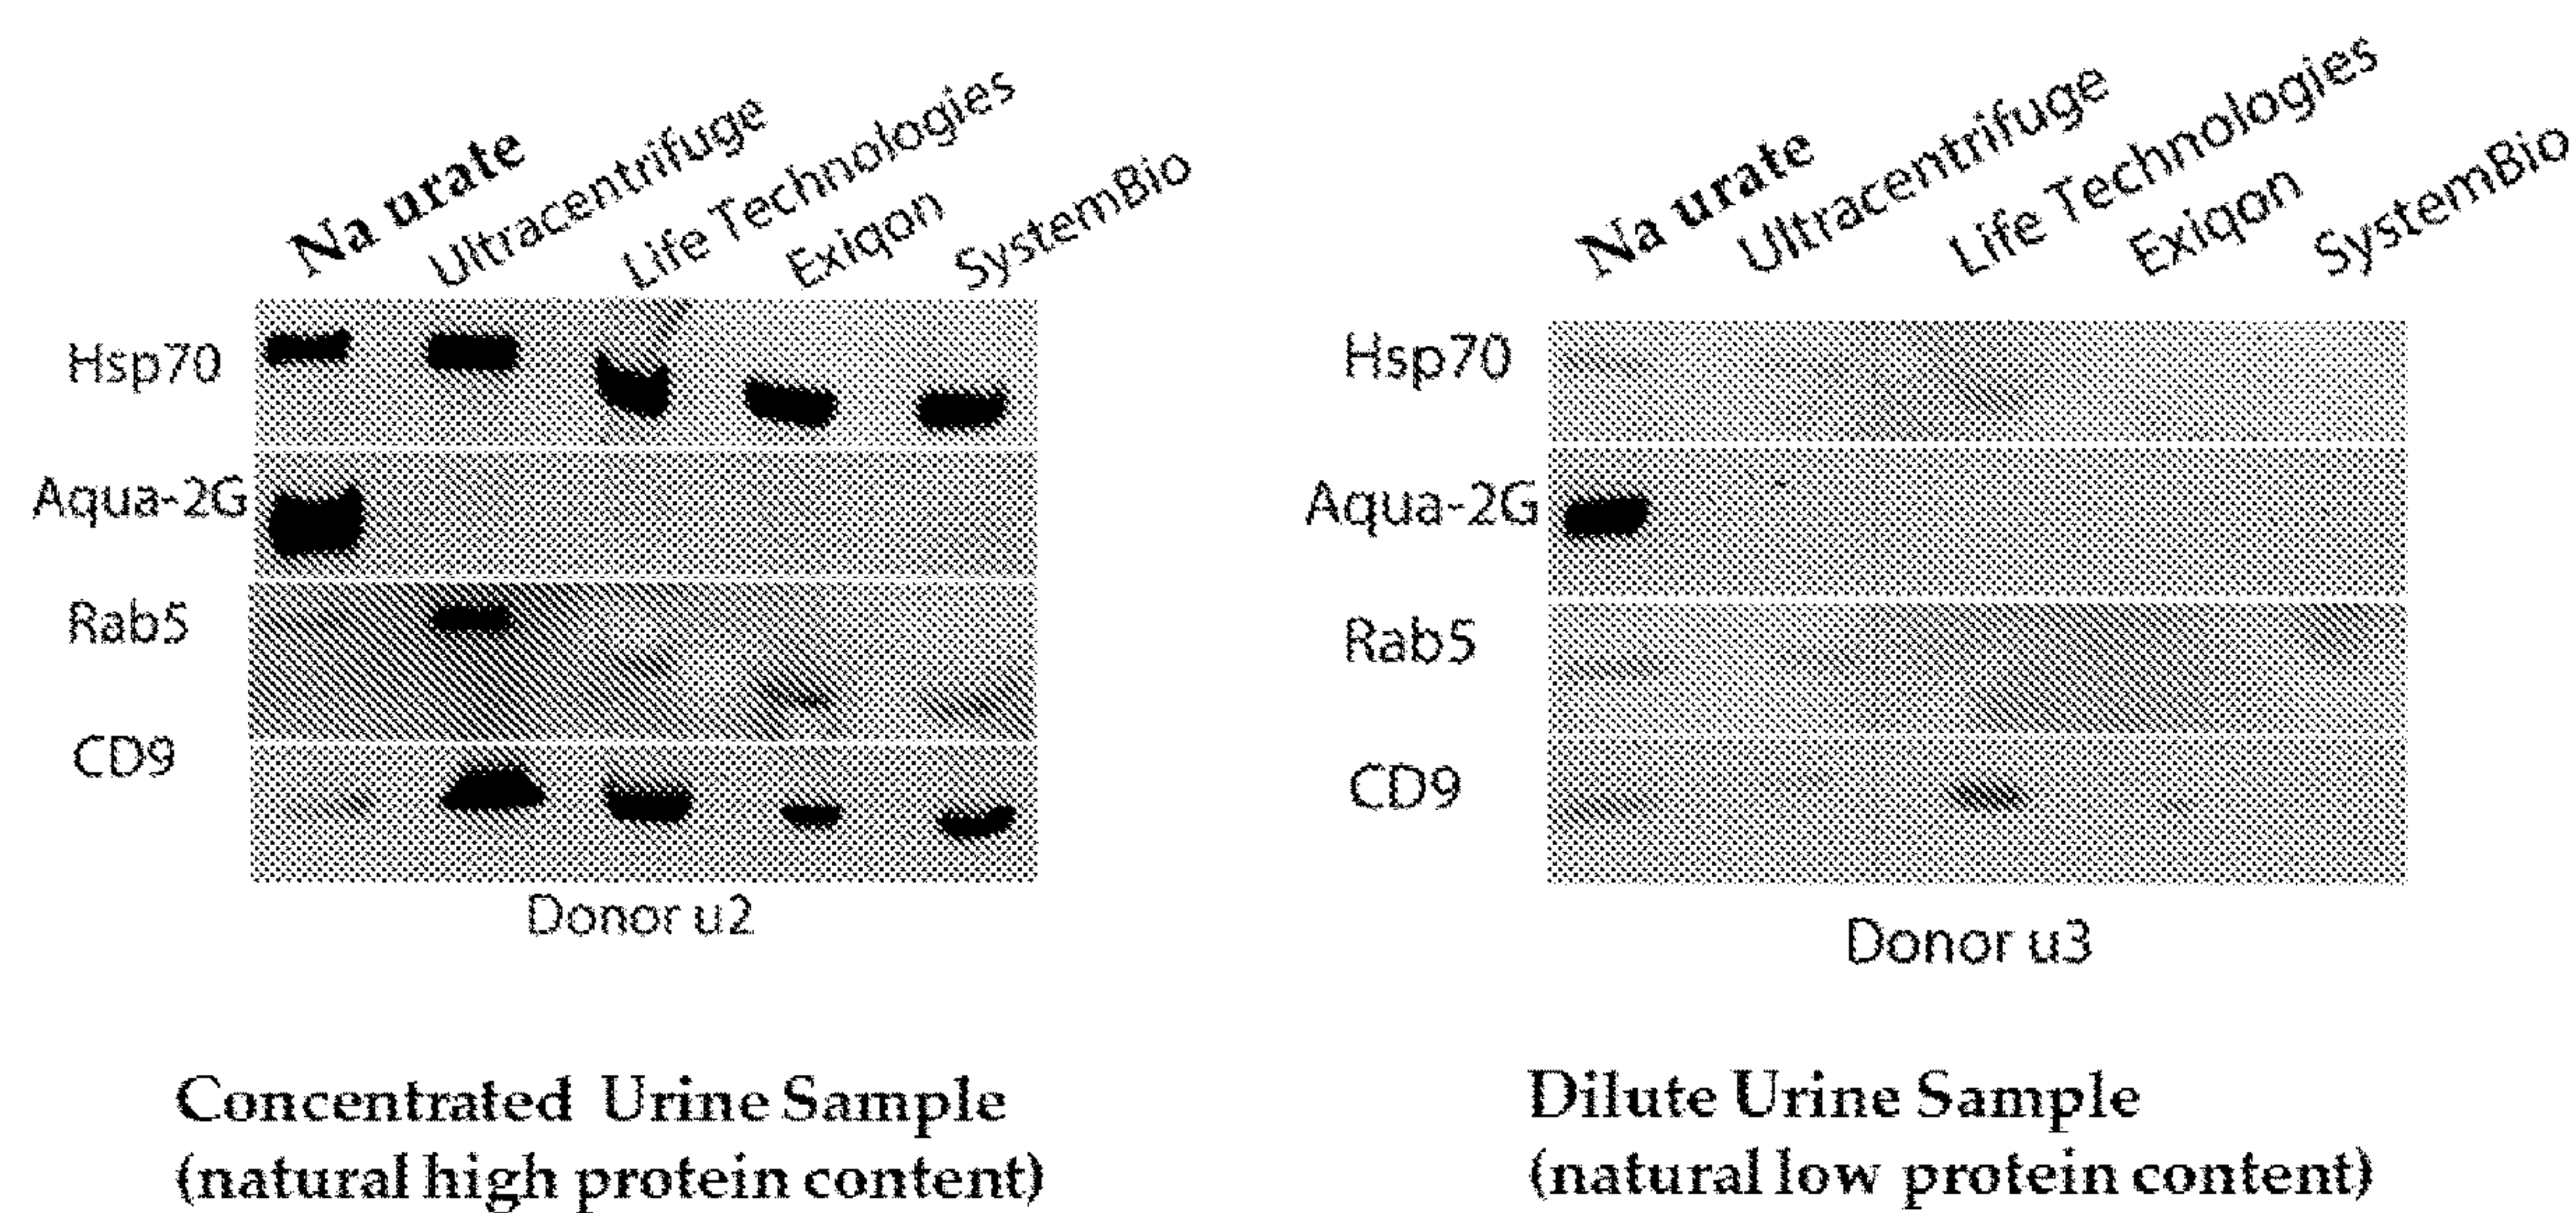 Na urate
Ultracentrifuge
Life Technologies
Exiqon
SystemBio
Hsp70
Aqua-2G
Rab5
CD9
Donor u2
Concentrated Urine Sample
(natural high protein content)
Na urate
Ultracentrifuge
Life Technologies
Exiqon
SystemBio
Hsp70
Aqua-2G
Rab5
CD9
Donor u3
Dilute Urine Sample
(natural low protein content)